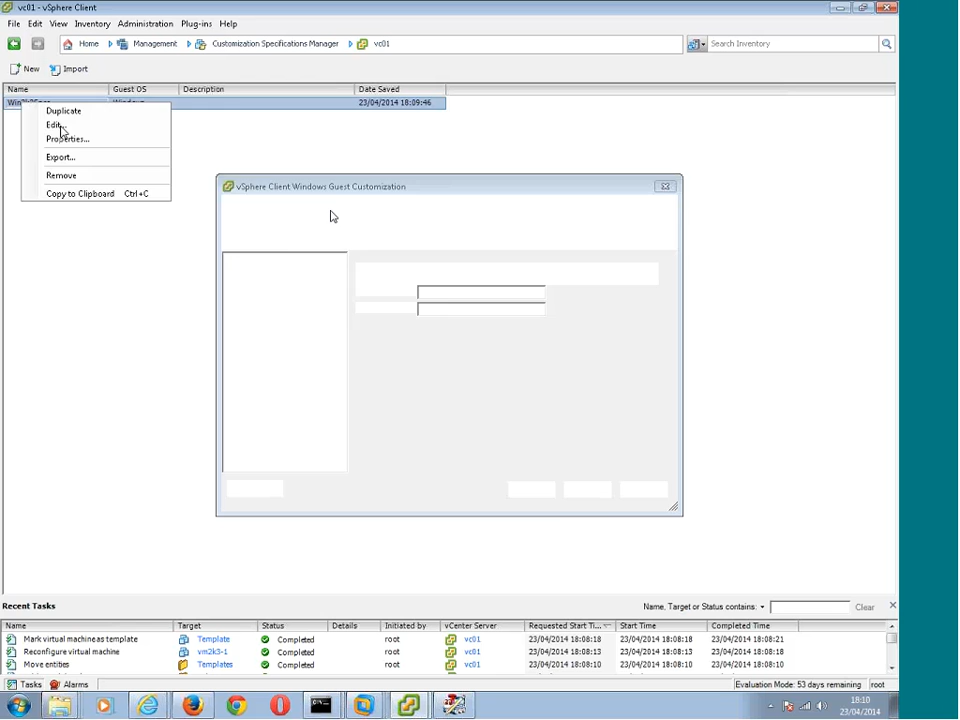 vc01 - vSphere Client
File Edit View Inventory Administration Plug-ins Help
Home Management Customization Specifications Manager vc01 Search Inventory
New Import
Name Guest OS Description Date Saved
23/04/2014 18:09:46
Duplicate
Edit...
Properties...
Export...
Remove
Copy to Clipboard Ctrl+C
vSphere Client Windows Guest Customization
Recent Tasks Name, Target or Status contains: Clear
Name Target Status Details Initiated by vCenter Server Requested Start Ti... Start Time Completed Time
Mark virtual machine as template Template Completed root vc01 23/04/2014 18:08:18 23/04/2014 18:08:18 23/04/2014 18:08:21
Reconfigure virtual machine vm2k3-1 Completed root vc01 23/04/2014 18:08:13 23/04/2014 18:08:13 23/04/2014 18:08:18
Move entities Templates Completed root vc01 23/04/2014 18:08:10 23/04/2014 18:08:10 23/04/2014 18:08:10
Tasks Alarms Evaluation Mode: 53 days remaining root
18:10
23/04/2014